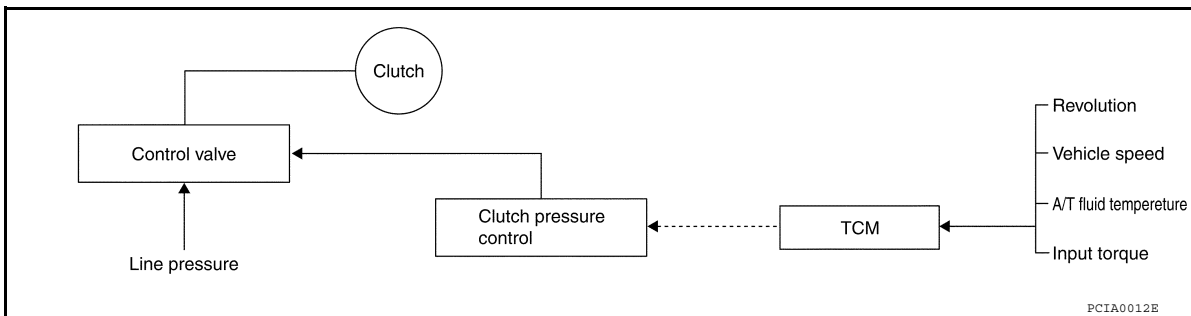 Clutch
Control valve
Line pressure
Clutch pressure
control
TCM
Revolution
Vehicle speed
A/T fluid tempereture
Input torque
PCIA0012E